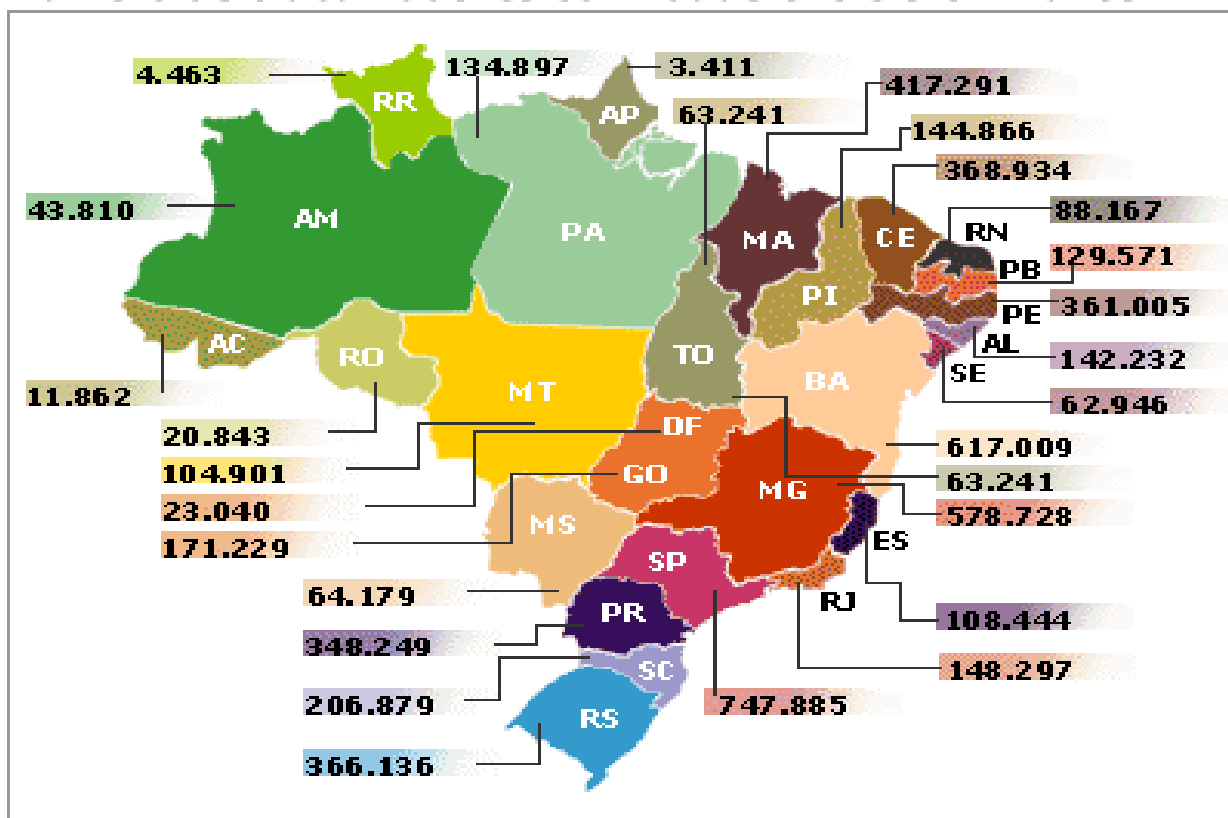 4.463
134.897
3.411
417.291
RR
AP
63.241
144.866
368.934
43.810
AM
PA
MA
CE
88.167
RN
129.571
PB
PI
361.005
PE
AC
RO
TO
BA
AL
142.232
SE
11.862
MT
62.946
20.843
DF
617.009
104.901
GO
MG
63.241
23.040
MS
578.728
171.229
ES
SP
64.179
RJ
PR
108.444
348.249
SC
148.297
206.879
747.885
RS
366.136